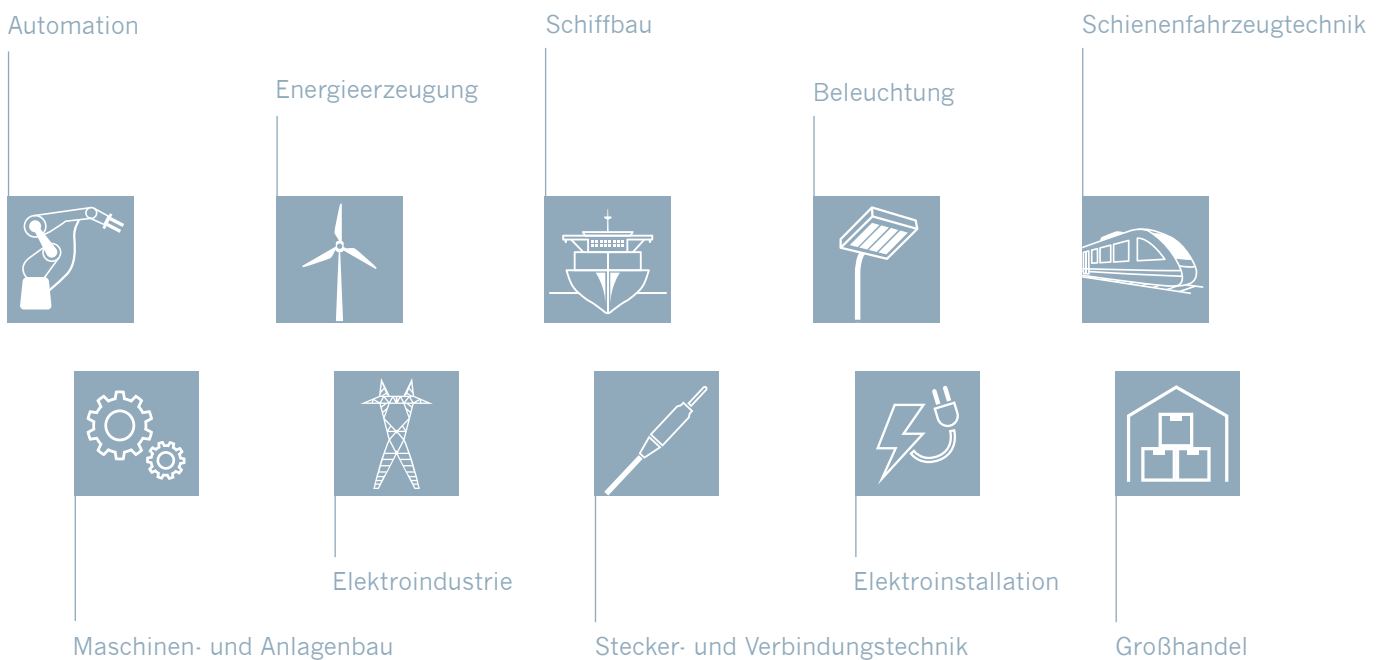 Automation
Schiffbau
Schienenfahrzeugtechnik
Energieerzeugung
Beleuchtung
Elektroindustrie
Elektroinstallation
Maschinen- und Anlagenbau
Stecker- und Verbindungstechnik
Großhandel